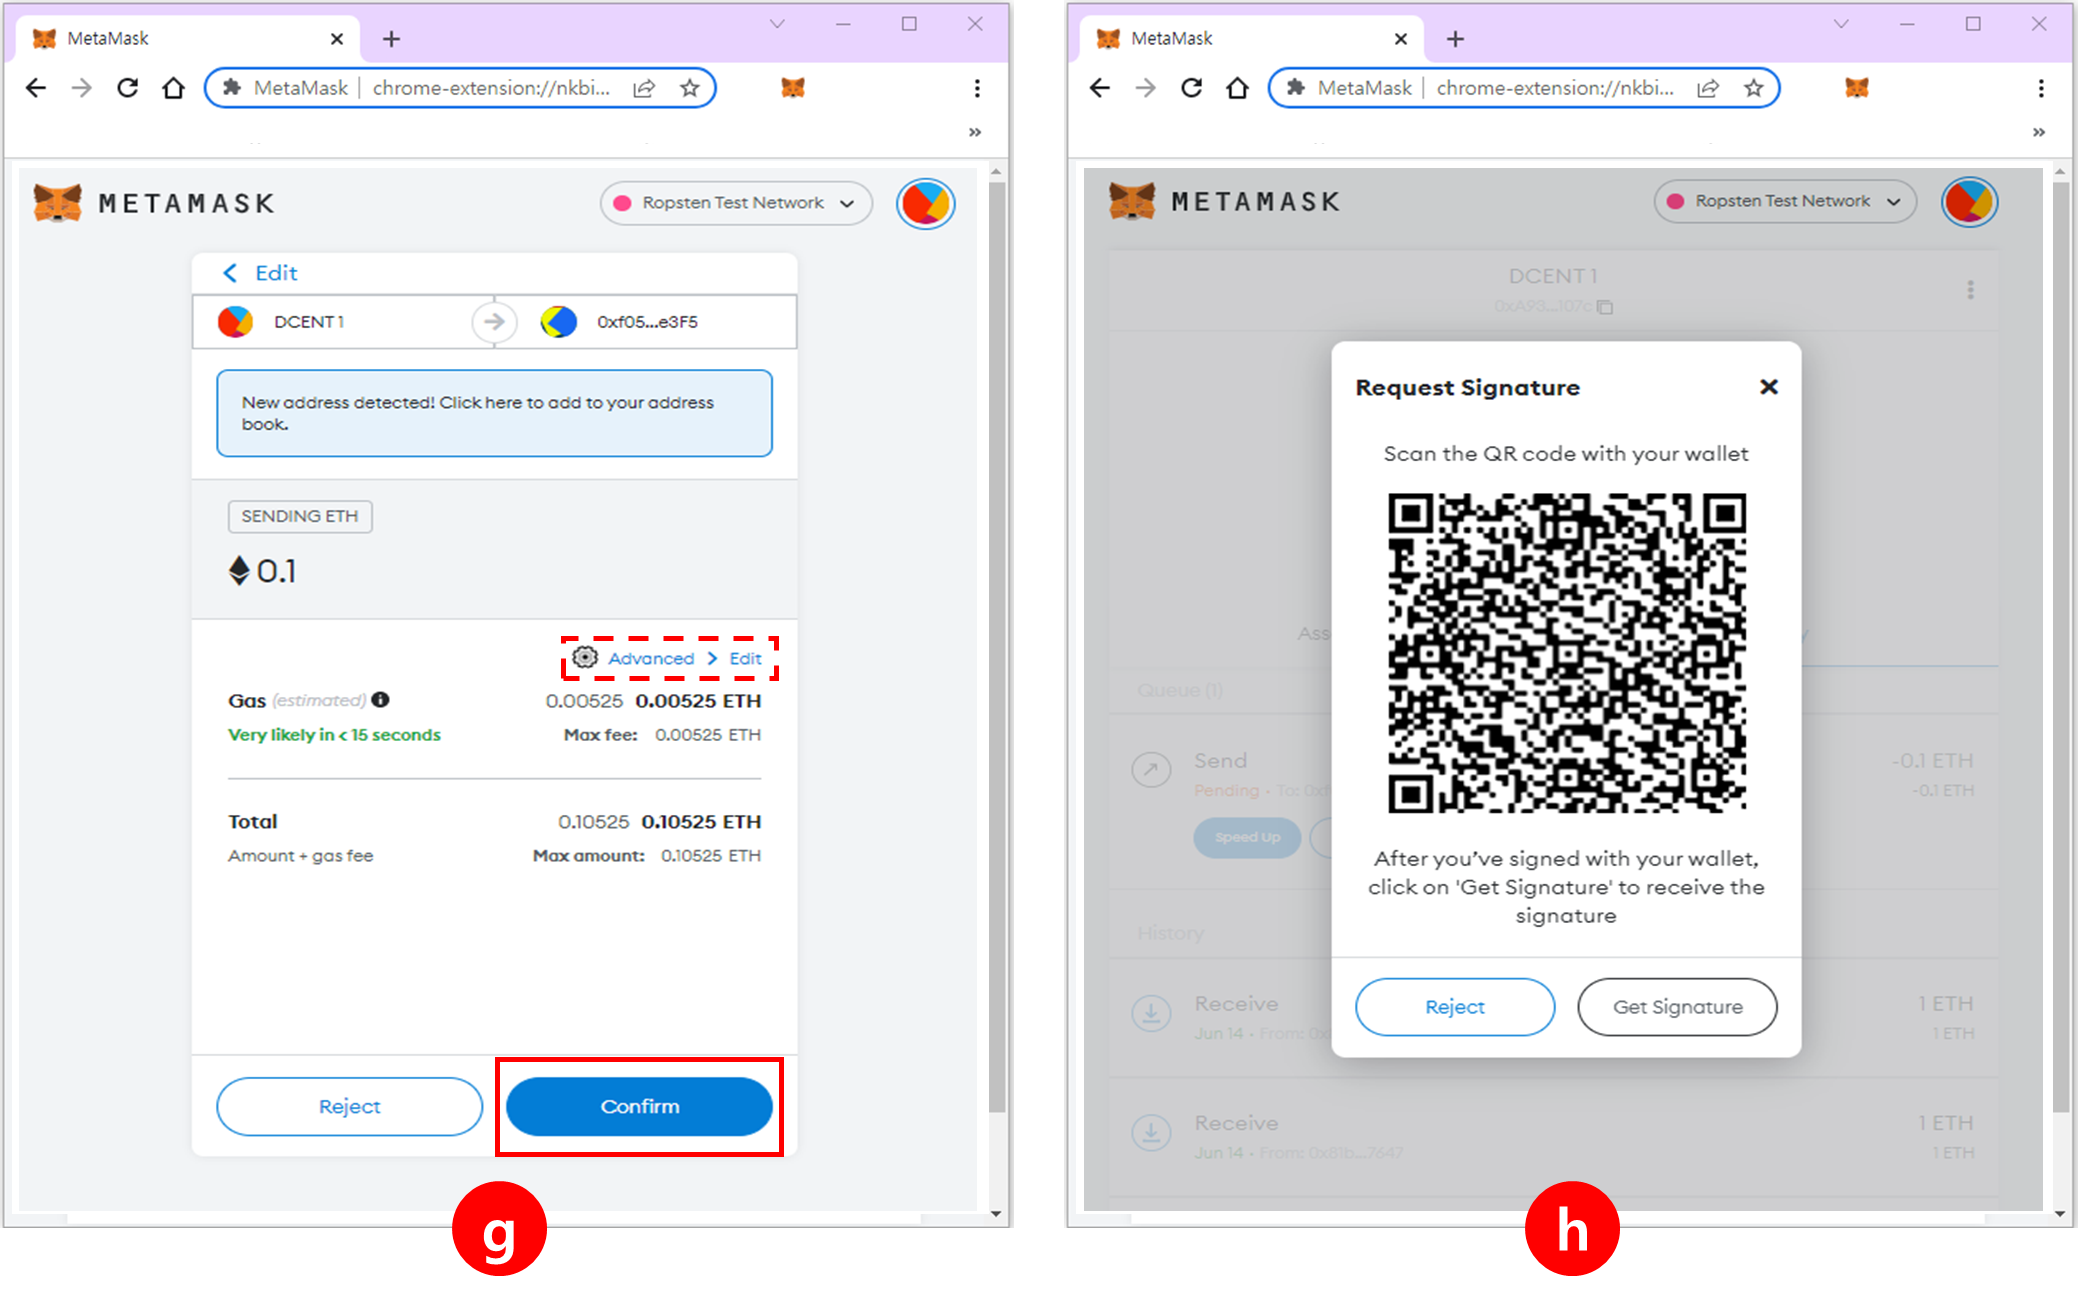 MetaMask
MetaMask | chrome-extension://nkbi...
»
METAMASK
Ropsten Test Network
Edit
DCENT 1
0xf05...e3F5
New address detected! Click here to add to your address
book.
SENDING ETH
0.1
Advanced > Edit
Gas (estimated) 0.00525 0.00525 ETH
Very likely in < 15 seconds Max fee: 0.00525 ETH
Total 0.10525 0.10525 ETH
Amount + gas fee Max amount: 0.10525 ETH
Reject
Confirm
g
MetaMask
MetaMask | chrome-extension://nkbi...
»
METAMASK
Ropsten Test Network
DCENT 1
0xA93...107c
Request Signature
Scan the QR code with your wallet
After you've signed with your wallet,
click on 'Get Signature' to receive the
signature
Reject
Get Signature
Queue (1)
Send -0.1 ETH
Pending · To: -0.1 ETH
Speed Up
History
Receive 1 ETH
Jun 14 · From: 1 ETH
Receive 1 ETH
Jun 14 · From: 0x81b...7647 1 ETH
h